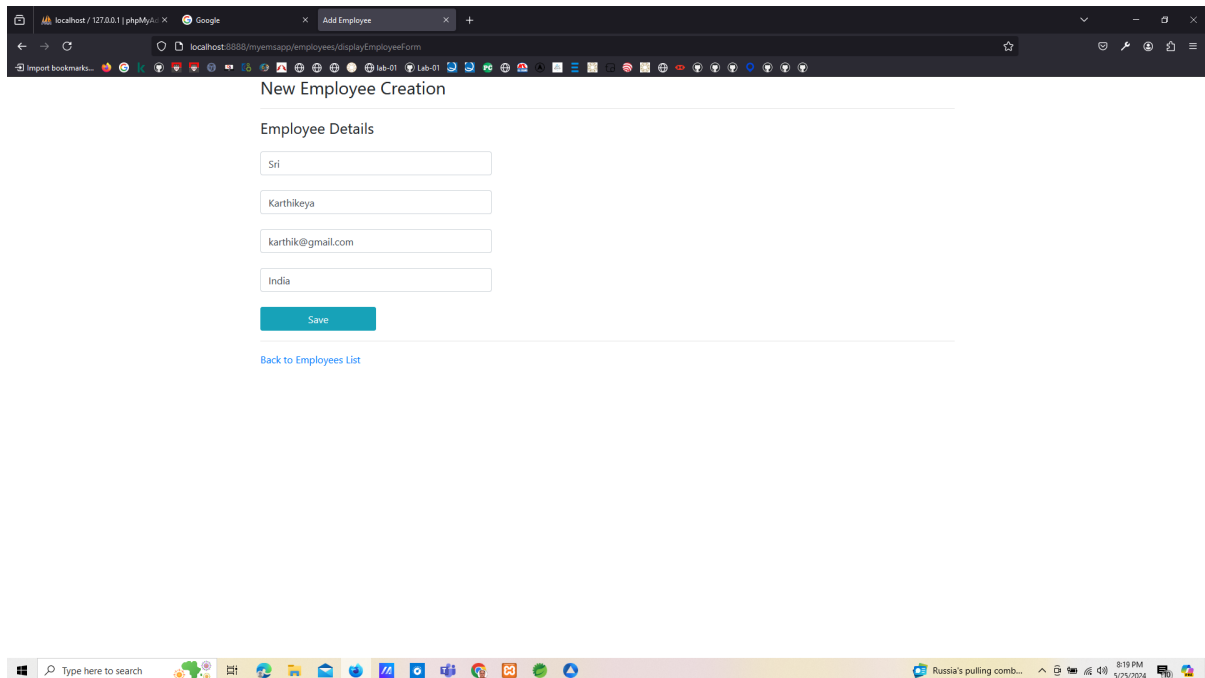 localhost / 127.0.0.1 | phpMyAd
Google
Add Employee
localhost:8888/myemsapp/employees/displayEmployeeForm
Import bookmarks... lab-01 Lab-01
New Employee Creation
Employee Details
Sri
Karthikeya
karthik@gmail.com
India
Save
Back to Employees List
Type here to search
Russia's pulling comb...
8:19 PM
5/25/2024